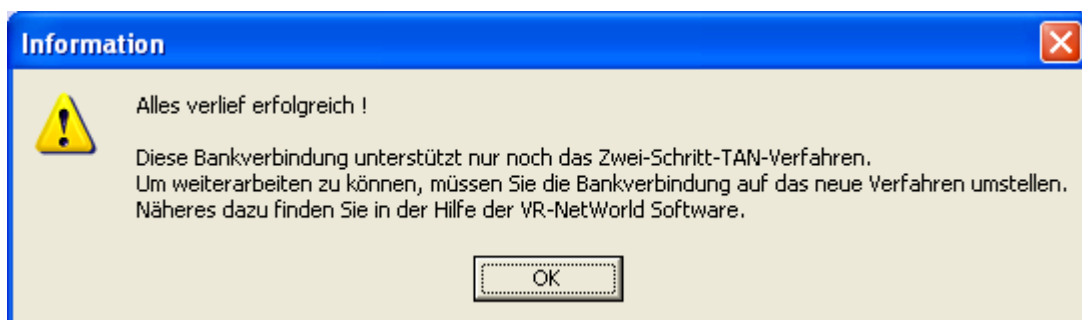 Information
Alles verlief erfolgreich !
Diese Bankverbindung unterstützt nur noch das Zwei-Schritt-TAN-Verfahren.
Um weiterarbeiten zu können, müssen Sie die Bankverbindung auf das neue Verfahren umstellen.
Näheres dazu finden Sie in der Hilfe der VR-NetWorld Software.
OK